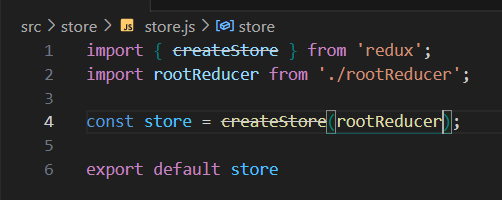 src > store > JS store.js > store
1 import { createStore } from 'redux';
2 import rootReducer from './rootReducer';
3
4 const store = createStore(rootReducer);
5
6 export default store